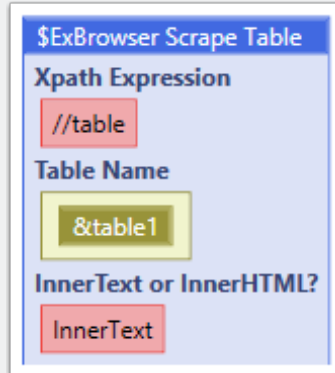 $ExBrowser Scrape Table
Xpath Expression
//table
Table Name
&table1
InnerText or InnerHTML?
InnerText